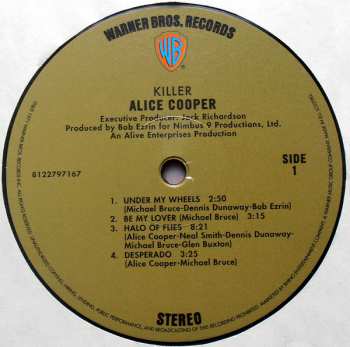 WARNER BROS. RECORDS
WB
KILLER
ALICE COOPER
Executive Producer: Jack Richardson
Produced by Bob Ezrin for Nimbus 9 Productions, Ltd.
An Alive Enterprises Production
8122797167
SIDE
1
1. UNDER MY WHEELS 2:50
(Michael Bruce-Dennis Dunaway-Bob Ezrin)
2. BE MY LOVER (Michael Bruce) 3:15
3. HALO OF FLIES 8:21
(Alice Cooper-Neal Smith-Dennis Dunaway-
Michael Bruce-Glen Buxton)
4. DESPERADO 3:25
(Alice Cooper-Michael Bruce)
STEREO